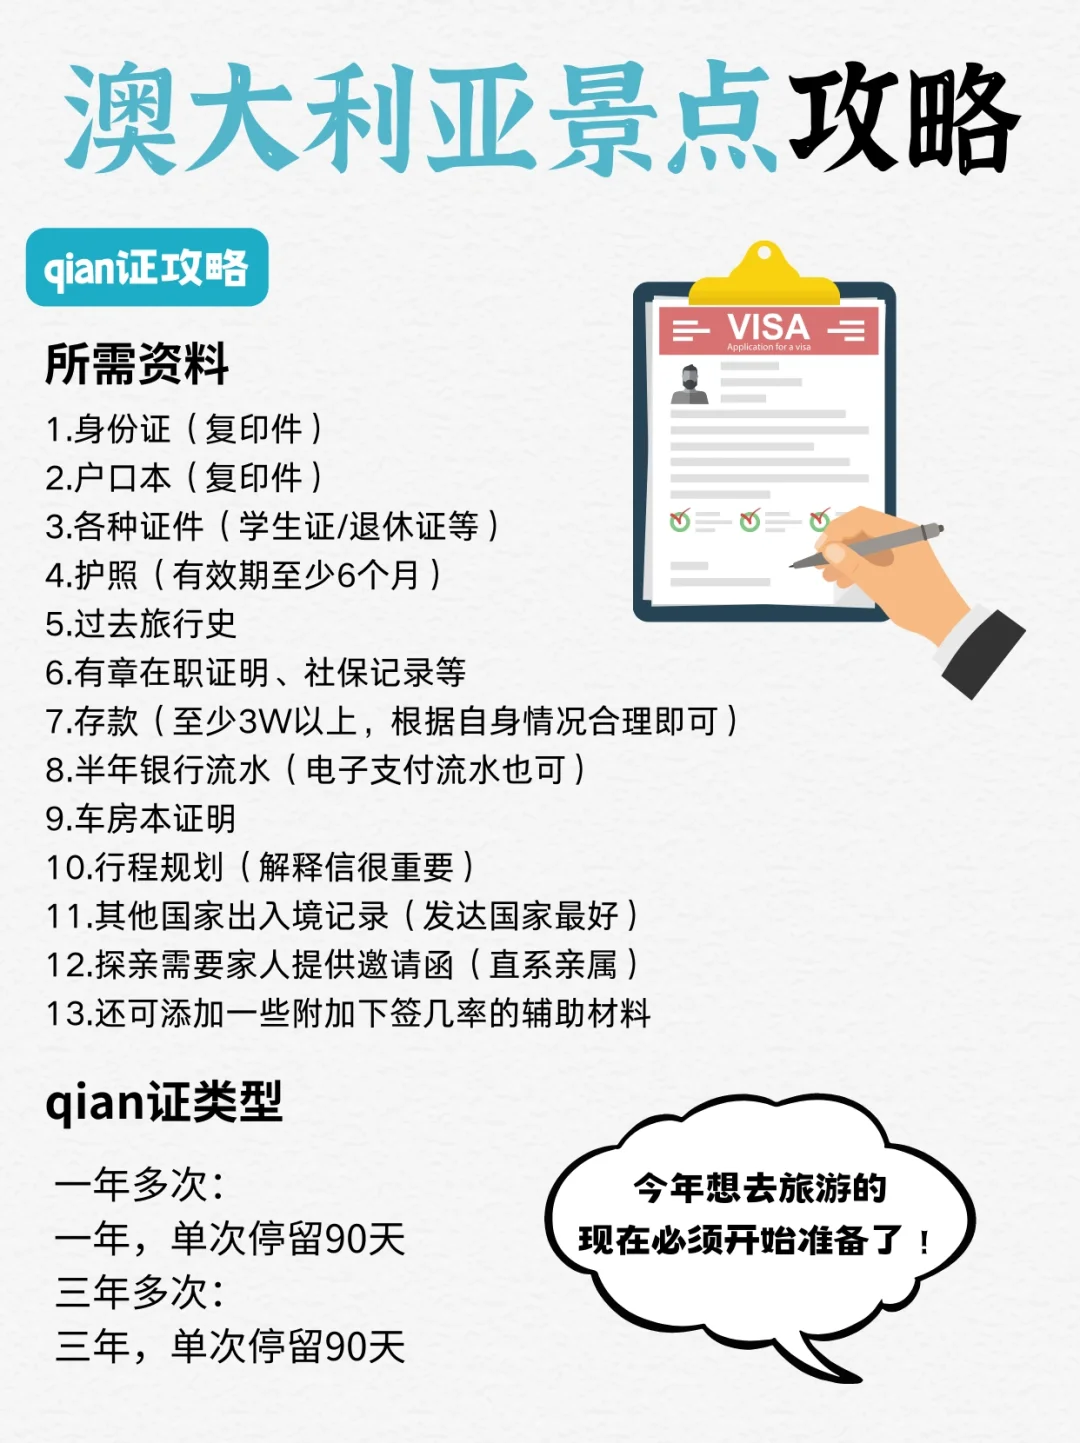 澳大利亚景点攻略
qian证攻略
所需资料
1.身份证（复印件）
2.户口本（复印件）
3.各种证件（学生证/退休证等）
4.护照（有效期至少6个月）
5.过去旅行史
6.有章在职证明、社保记录等
7.存款（至少3W以上，根据自身情况合理即可）
8.半年银行流水（电子支付流水也可）
9.车房本证明
10.行程规划（解释信很重要）
11.其他国家出入境记录（发达国家最好）
12.探亲需要家人提供邀请函（直系亲属）
13.还可添加一些附加下签几率的辅助材料
VISA
Application for a visa
qian证类型
一年多次：
一年，单次停留90天
三年多次：
三年，单次停留90天
今年想去旅游的
现在必须开始准备了！